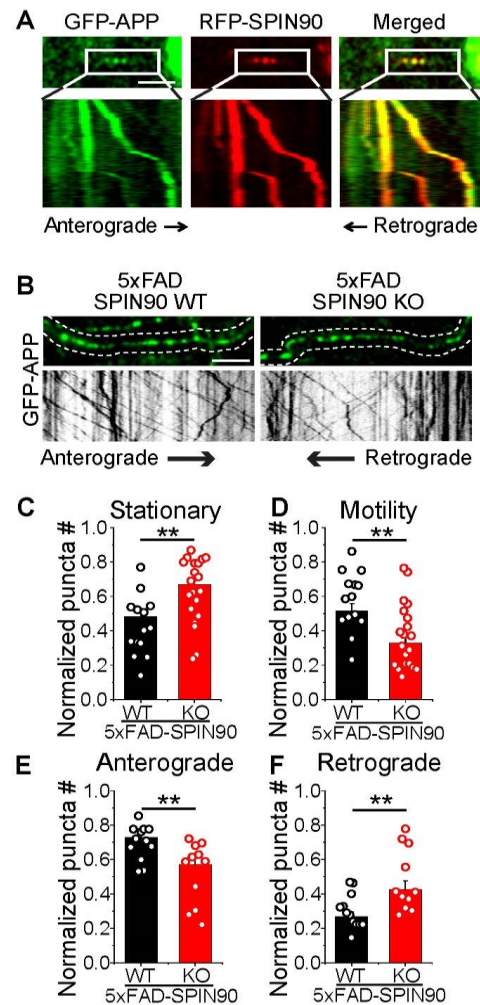 A GFP-APP RFP-SPIN90 Merged
Anterograde → ← Retrograde
B 5xFAD SPIN90 WT 5xFAD SPIN90 KO
GFP-APP
Anterograde → ← Retrograde
C Stationary
Normalized puncta #
1.0
0.8
0.6
0.4
0.2
0.0
**
WT KO
5xFAD-SPIN90
D Motility
Normalized puncta #
1.0
0.8
0.6
0.4
0.2
0.0
**
WT KO
5xFAD-SPIN90
E Anterograde
Normalized puncta #
1.0
0.8
0.6
0.4
0.2
0.0
**
WT KO
5xFAD-SPIN90
F Retrograde
Normalized puncta #
1.0
0.8
0.6
0.4
0.2
0.0
**
WT KO
5xFAD-SPIN90